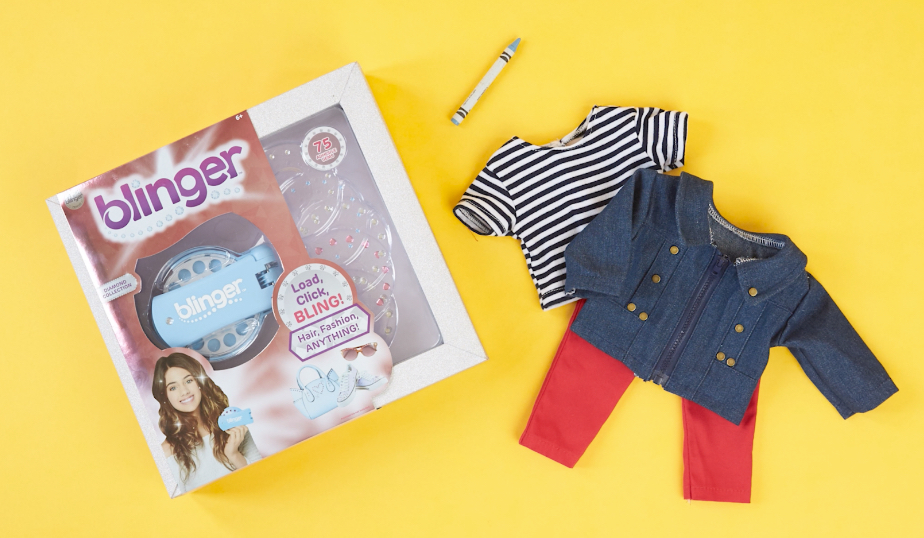 6+
blinger
75
DIAMOND
COLLECTION
blinger
Load,
Click,
BLING!
Hair, Fashion,
ANYTHING!